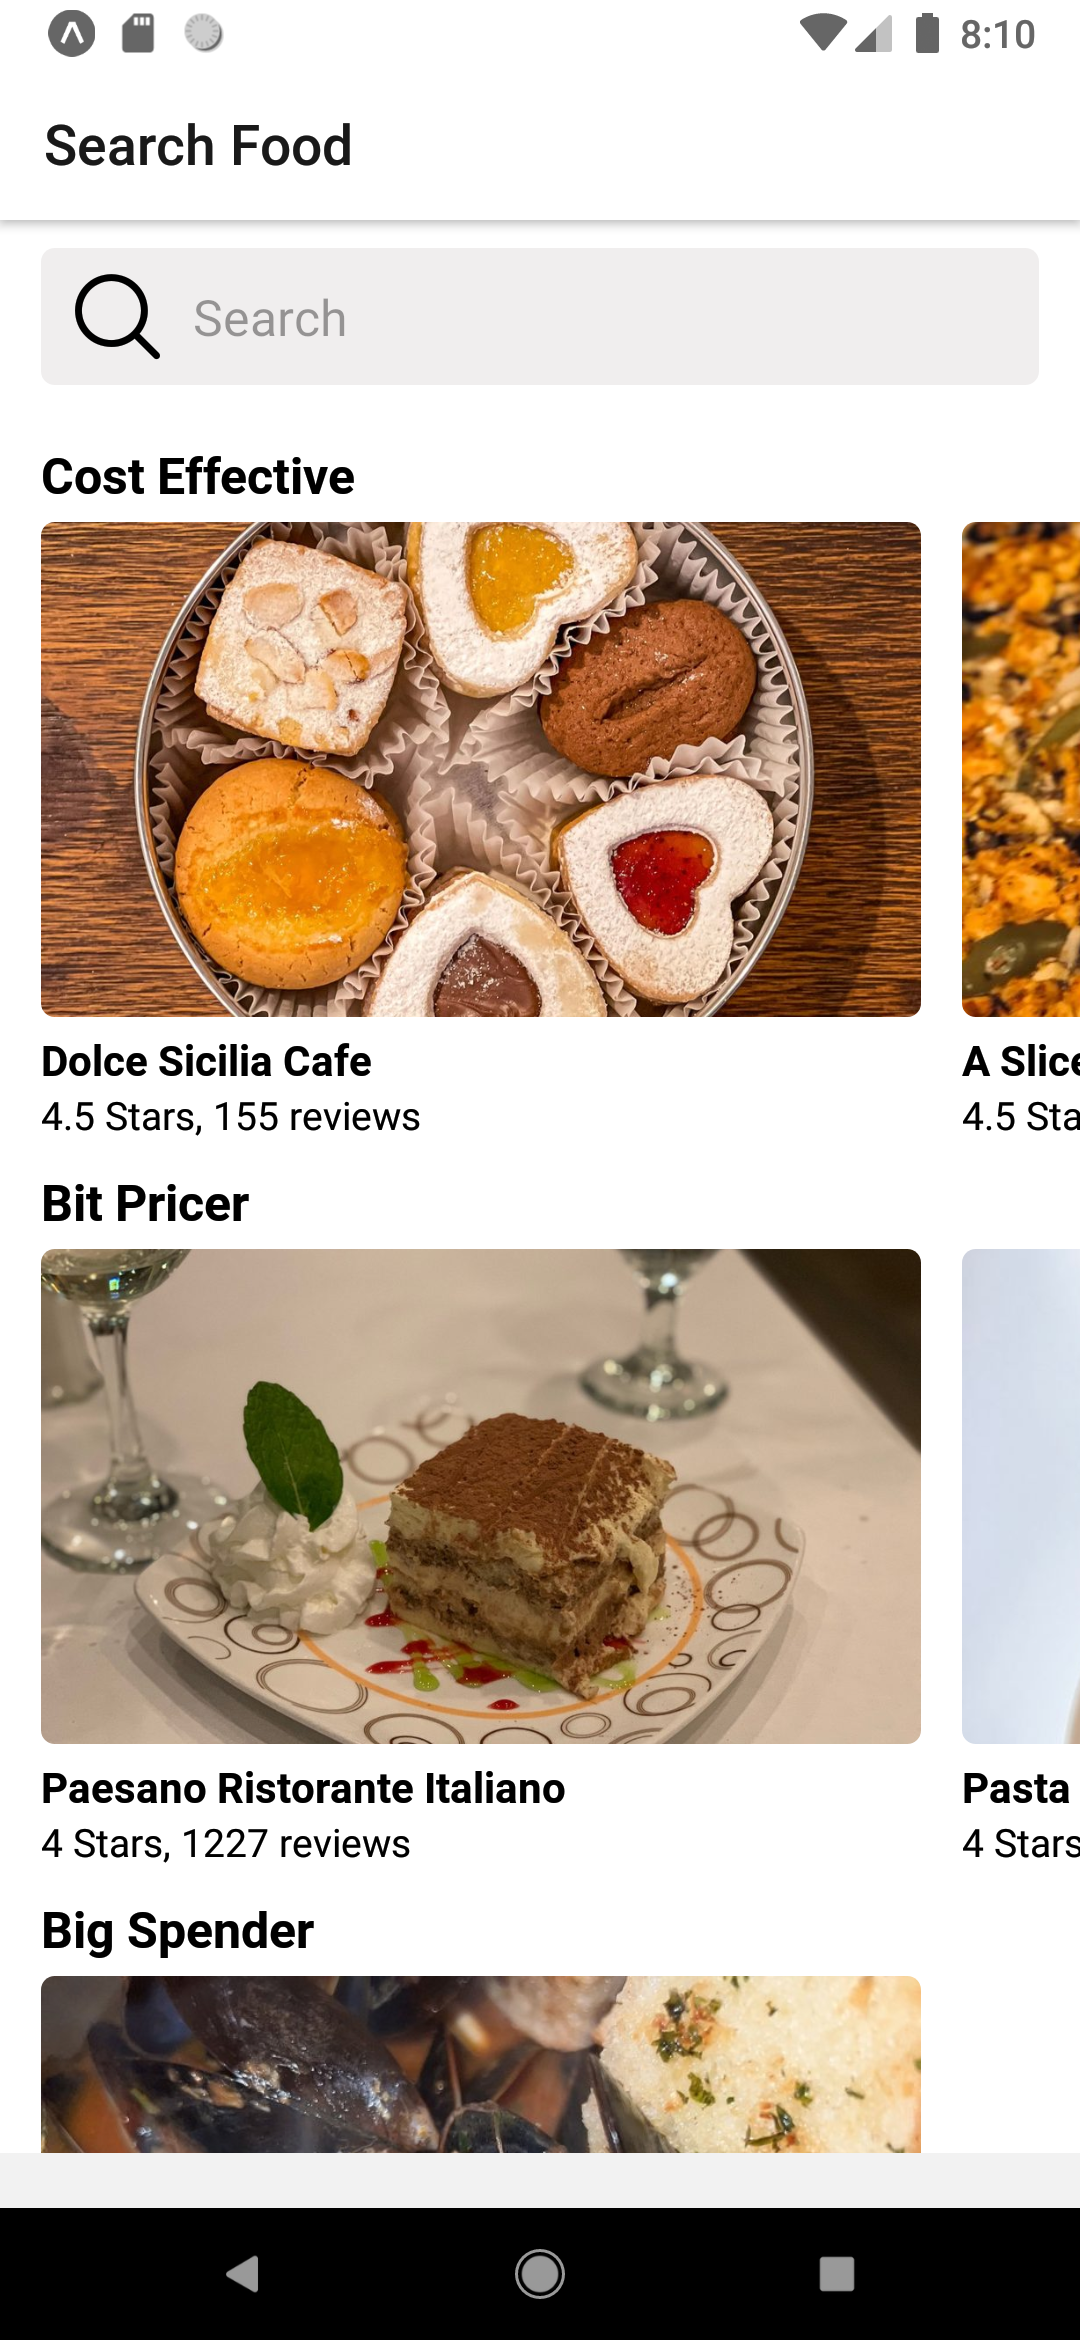 8:10
Search Food
Search
Cost Effective
Dolce Sicilia Cafe
4.5 Stars, 155 reviews
A Slice
4.5 Sta
Bit Pricer
Paesano Ristorante Italiano
4 Stars, 1227 reviews
Pasta
4 Stars
Big Spender